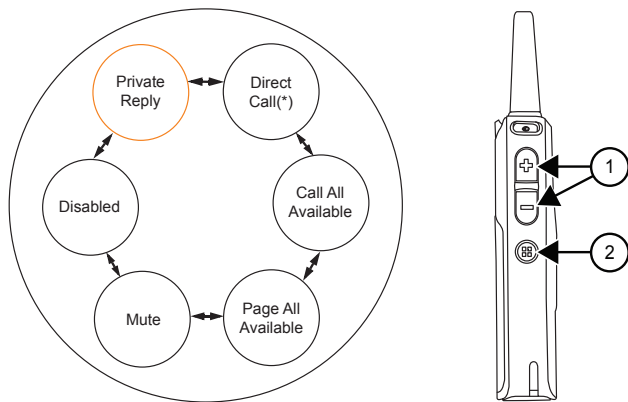 Private
Reply
Direct
Call(*)
Call All
Available
Page All
Available
Mute
Disabled
1
2